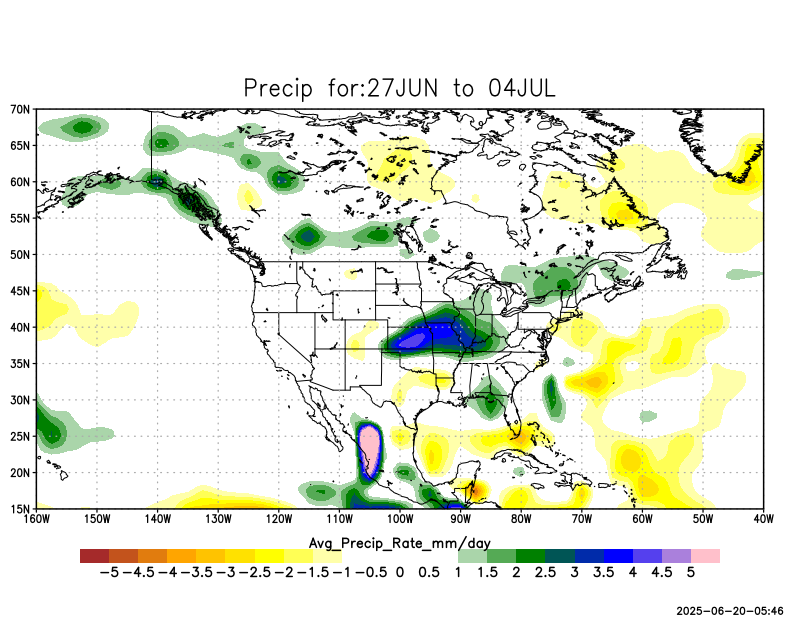 Precip for:27JUN to 04JUL
70N
65N
60N
55N
50N
45N
40N
35N
30N
25N
20N
15N
160W 150W 140W 130W 120W 110W 100W 90W 80W 70W 60W 50W 40W
Avg_Precip_Rate_mm/day
-5 -4.5 -4 -3.5 -3 -2.5 -2 -1.5 -1 -0.5 0 0.5 1 1.5 2 2.5 3 3.5 4 4.5 5
2025-06-20-05:46